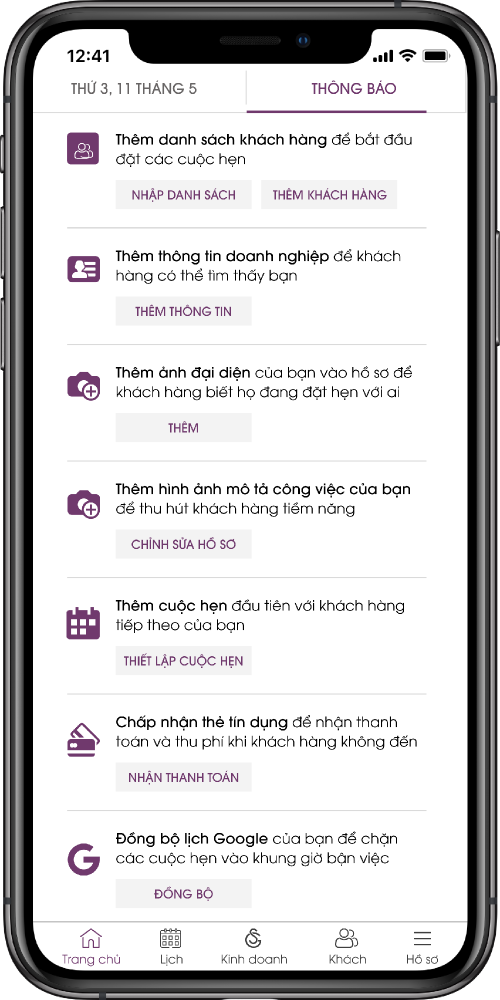 12:41
THỨ 3, 11 THÁNG 5
THÔNG BÁO
Thêm danh sách khách hàng để bắt đầu
đặt các cuộc hẹn
NHẬP DANH SÁCH
THÊM KHÁCH HÀNG
Thêm thông tin doanh nghiệp để khách
hàng có thể tìm thấy bạn
THÊM THÔNG TIN
Thêm ảnh đại diện của bạn vào hồ sơ để
khách hàng biết họ đang đặt hẹn với ai
THÊM
Thêm hình ảnh mô tả công việc của bạn
để thu hút khách hàng tiềm năng
CHỈNH SỬA HỒ SƠ
Thêm cuộc hẹn đầu tiên với khách hàng
tiếp theo của bạn
THIẾT LẬP CUỘC HẸN
Chấp nhận thẻ tín dụng để nhận thanh
toán và thu phí khi khách hàng không đến
NHẬN THANH TOÁN
Đồng bộ lịch Google của bạn để chặn
các cuộc hẹn vào khung giờ bận việc
ĐỒNG BỘ
Trang chủ
Lịch
Kinh doanh
Khách
Hồ sơ